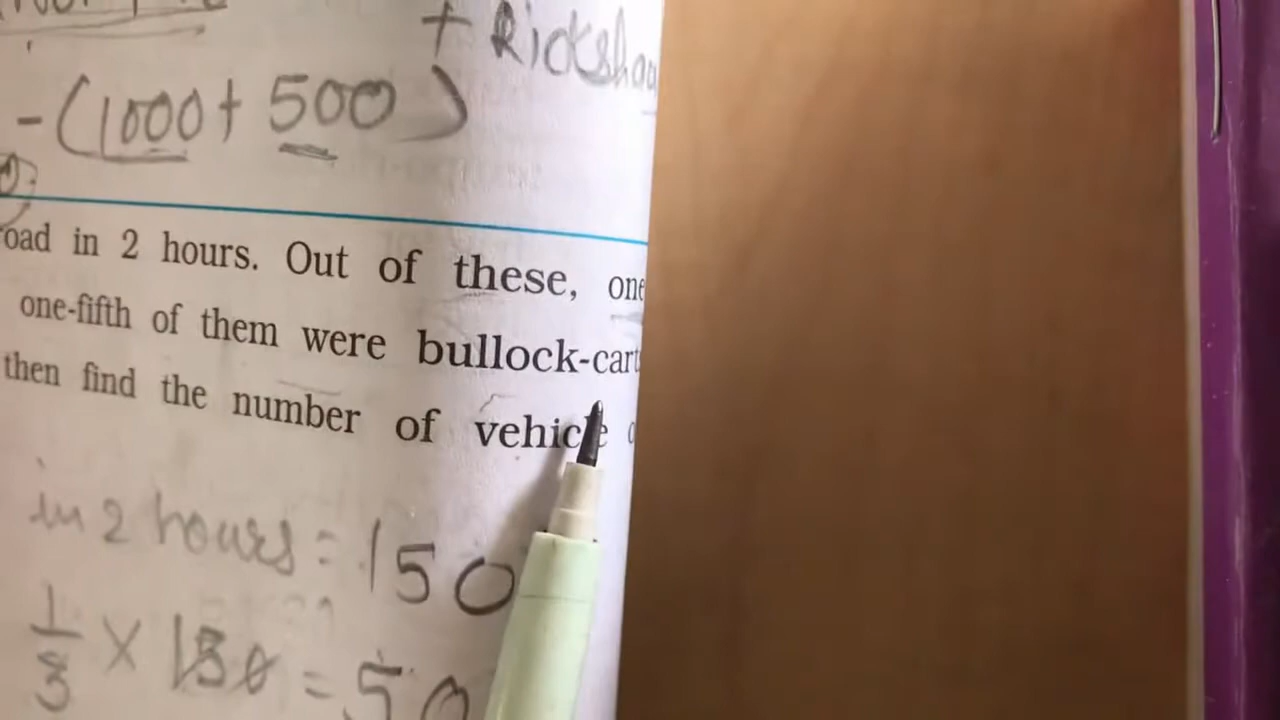 + Ricksha
-(1000+ 500)
oad in 2 hours. Out of these, one
one-fifth of them were bullock-cart
then find the number of vehicle
in 2 hours = 150
1/3 × 150 = 50